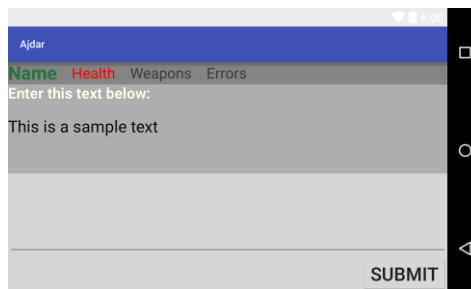 6:00
Ajdar
Name Health Weapons Errors
Enter this text below:
This is a sample text
SUBMIT